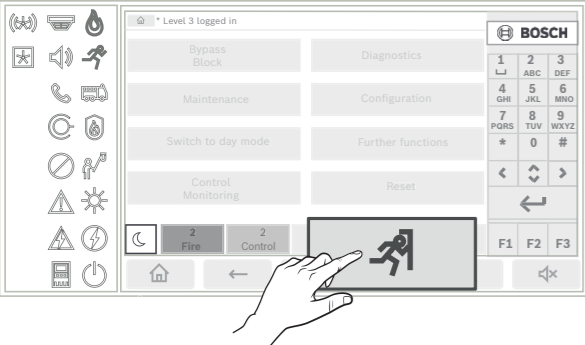 * Level 3 logged in
BOSCH
Bypass
Block
Diagnostics
Maintenance
Configuration
Switch to day mode
Further functions
Control
Monitoring
Reset
1 2 3
ABC DEF
4 5 6
GHI JKL MNO
7 8 9
PQRS TUV WXYZ
* 0 #
2
Fire
2
Control
F1 F2 F3